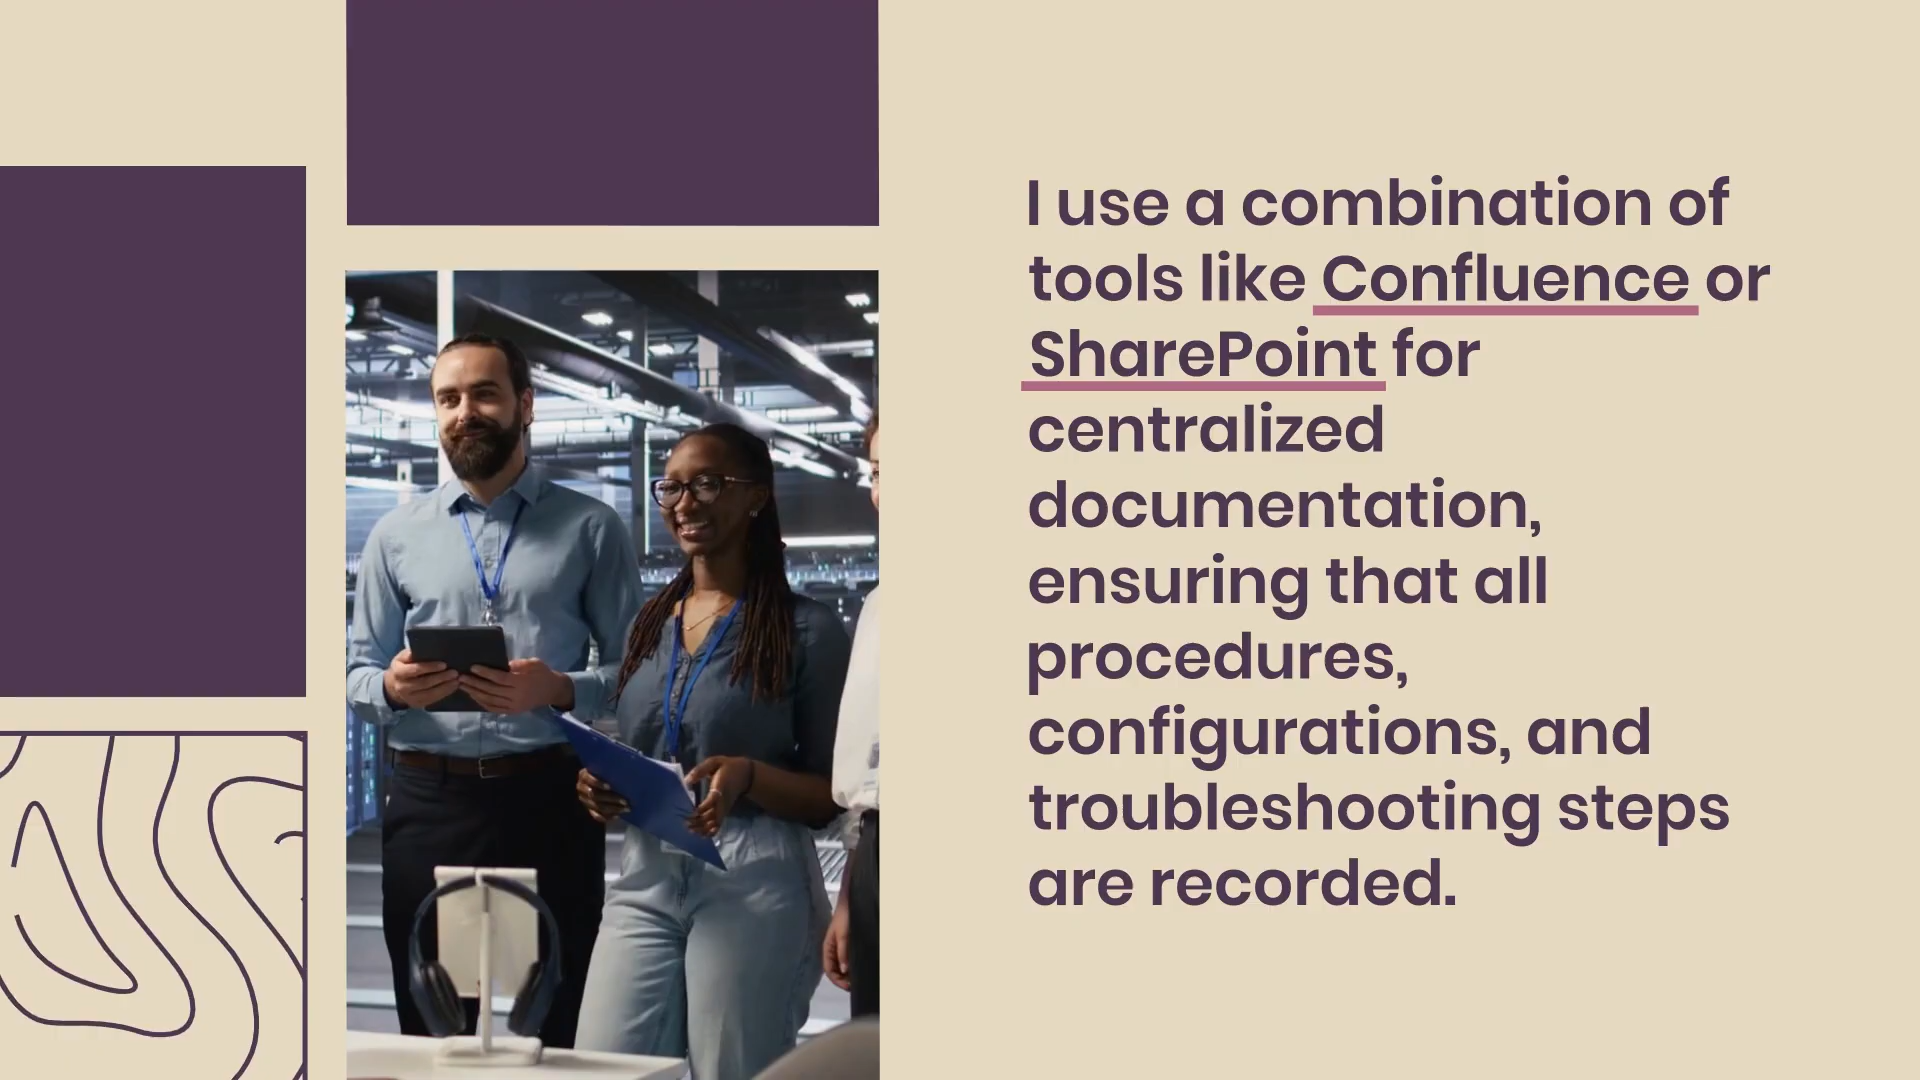 I use a combination of
tools like Confluence or
SharePoint for
centralized
documentation,
ensuring that all
procedures,
configurations, and
troubleshooting steps
are recorded.